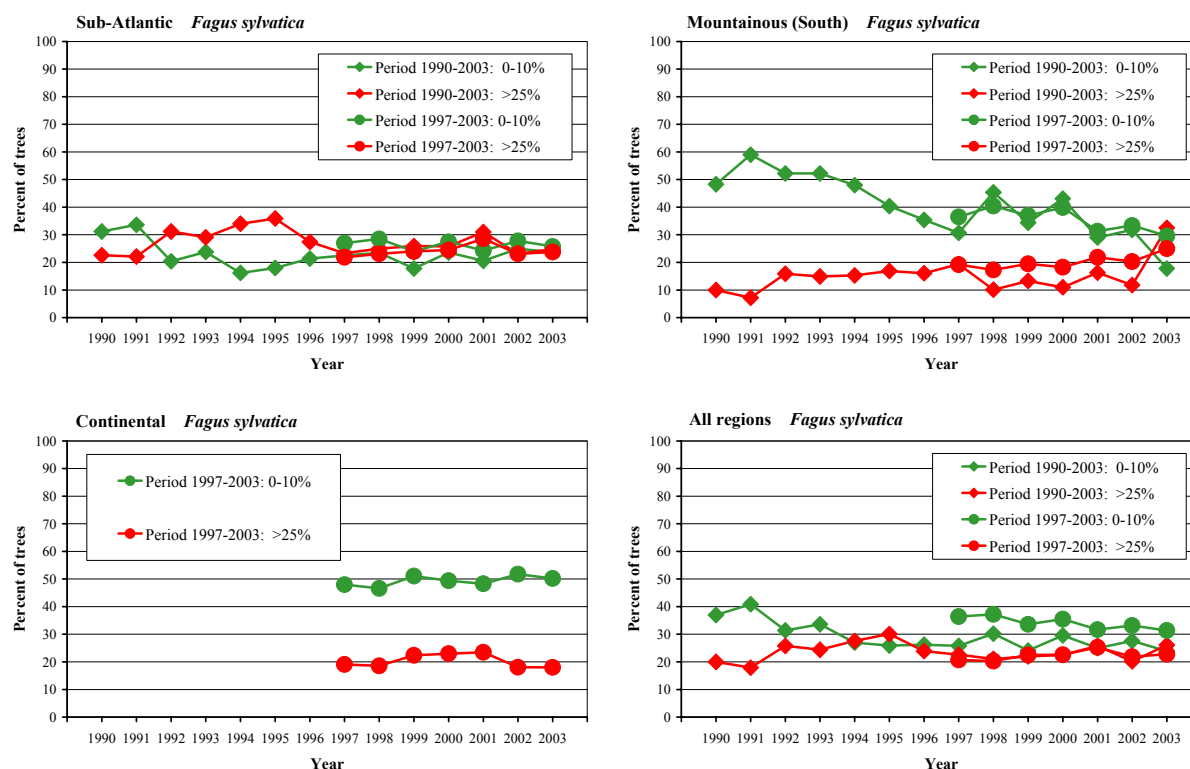 Sub-Atlantic Fagus sylvatica
100
90
80
70
60
50
40
30
20
10
0
Percent of trees
Period 1990-2003: 0-10%
Period 1990-2003: >25%
Period 1997-2003: 0-10%
Period 1997-2003: >25%
1990 1991 1992 1993 1994 1995 1996 1997 1998 1999 2000 2001 2002 2003
Year
Mountainous (South) Fagus sylvatica
100
90
80
70
60
50
40
30
20
10
0
Percent of trees
Period 1990-2003: 0-10%
Period 1990-2003: >25%
Period 1997-2003: 0-10%
Period 1997-2003: >25%
1990 1991 1992 1993 1994 1995 1996 1997 1998 1999 2000 2001 2002 2003
Year
Continental Fagus sylvatica
100
90
80
70
60
50
40
30
20
10
0
Percent of trees
Period 1997-2003: 0-10%
Period 1997-2003: >25%
1990 1991 1992 1993 1994 1995 1996 1997 1998 1999 2000 2001 2002 2003
Year
All regions Fagus sylvatica
100
90
80
70
60
50
40
30
20
10
0
Percent of trees
Period 1990-2003: 0-10%
Period 1990-2003: >25%
Period 1997-2003: 0-10%
Period 1997-2003: >25%
1990 1991 1992 1993 1994 1995 1996 1997 1998 1999 2000 2001 2002 2003
Year